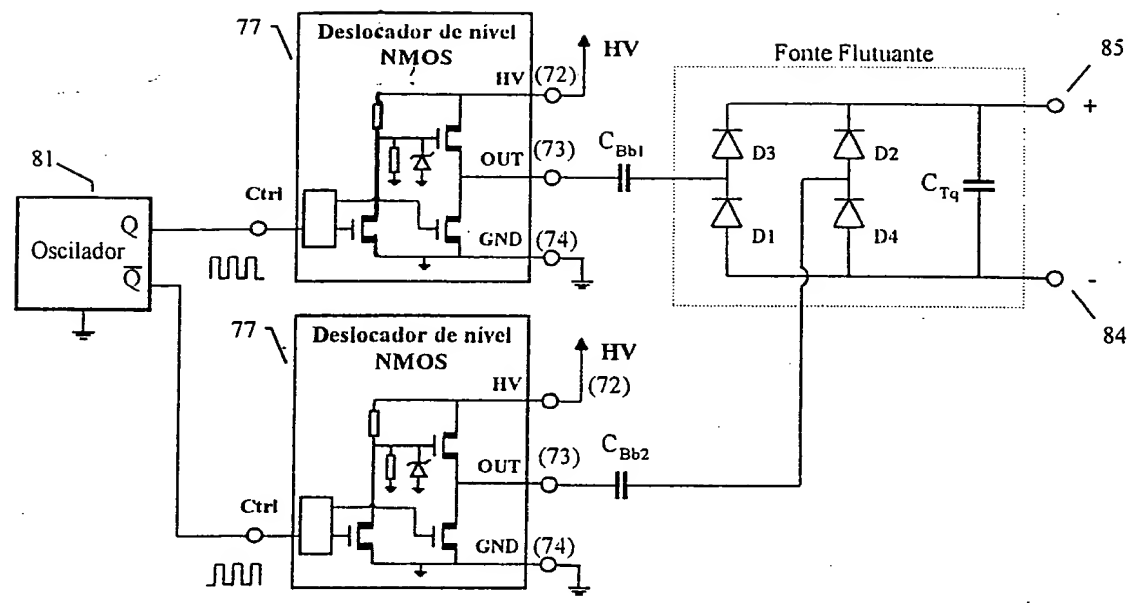 77
Deslocador de nível
NMOS
HV
(72)
HV
OUT
(73)
GND
(74)
Ctrl
C_Bb1
Fonte Flutuante
D3
D2
D1
D4
C_Tq
85
+
-
84
81
Oscilador
Q
Q̅
77
Deslocador de nível
NMOS
HV
(72)
HV
OUT
(73)
GND
(74)
Ctrl
C_Bb2